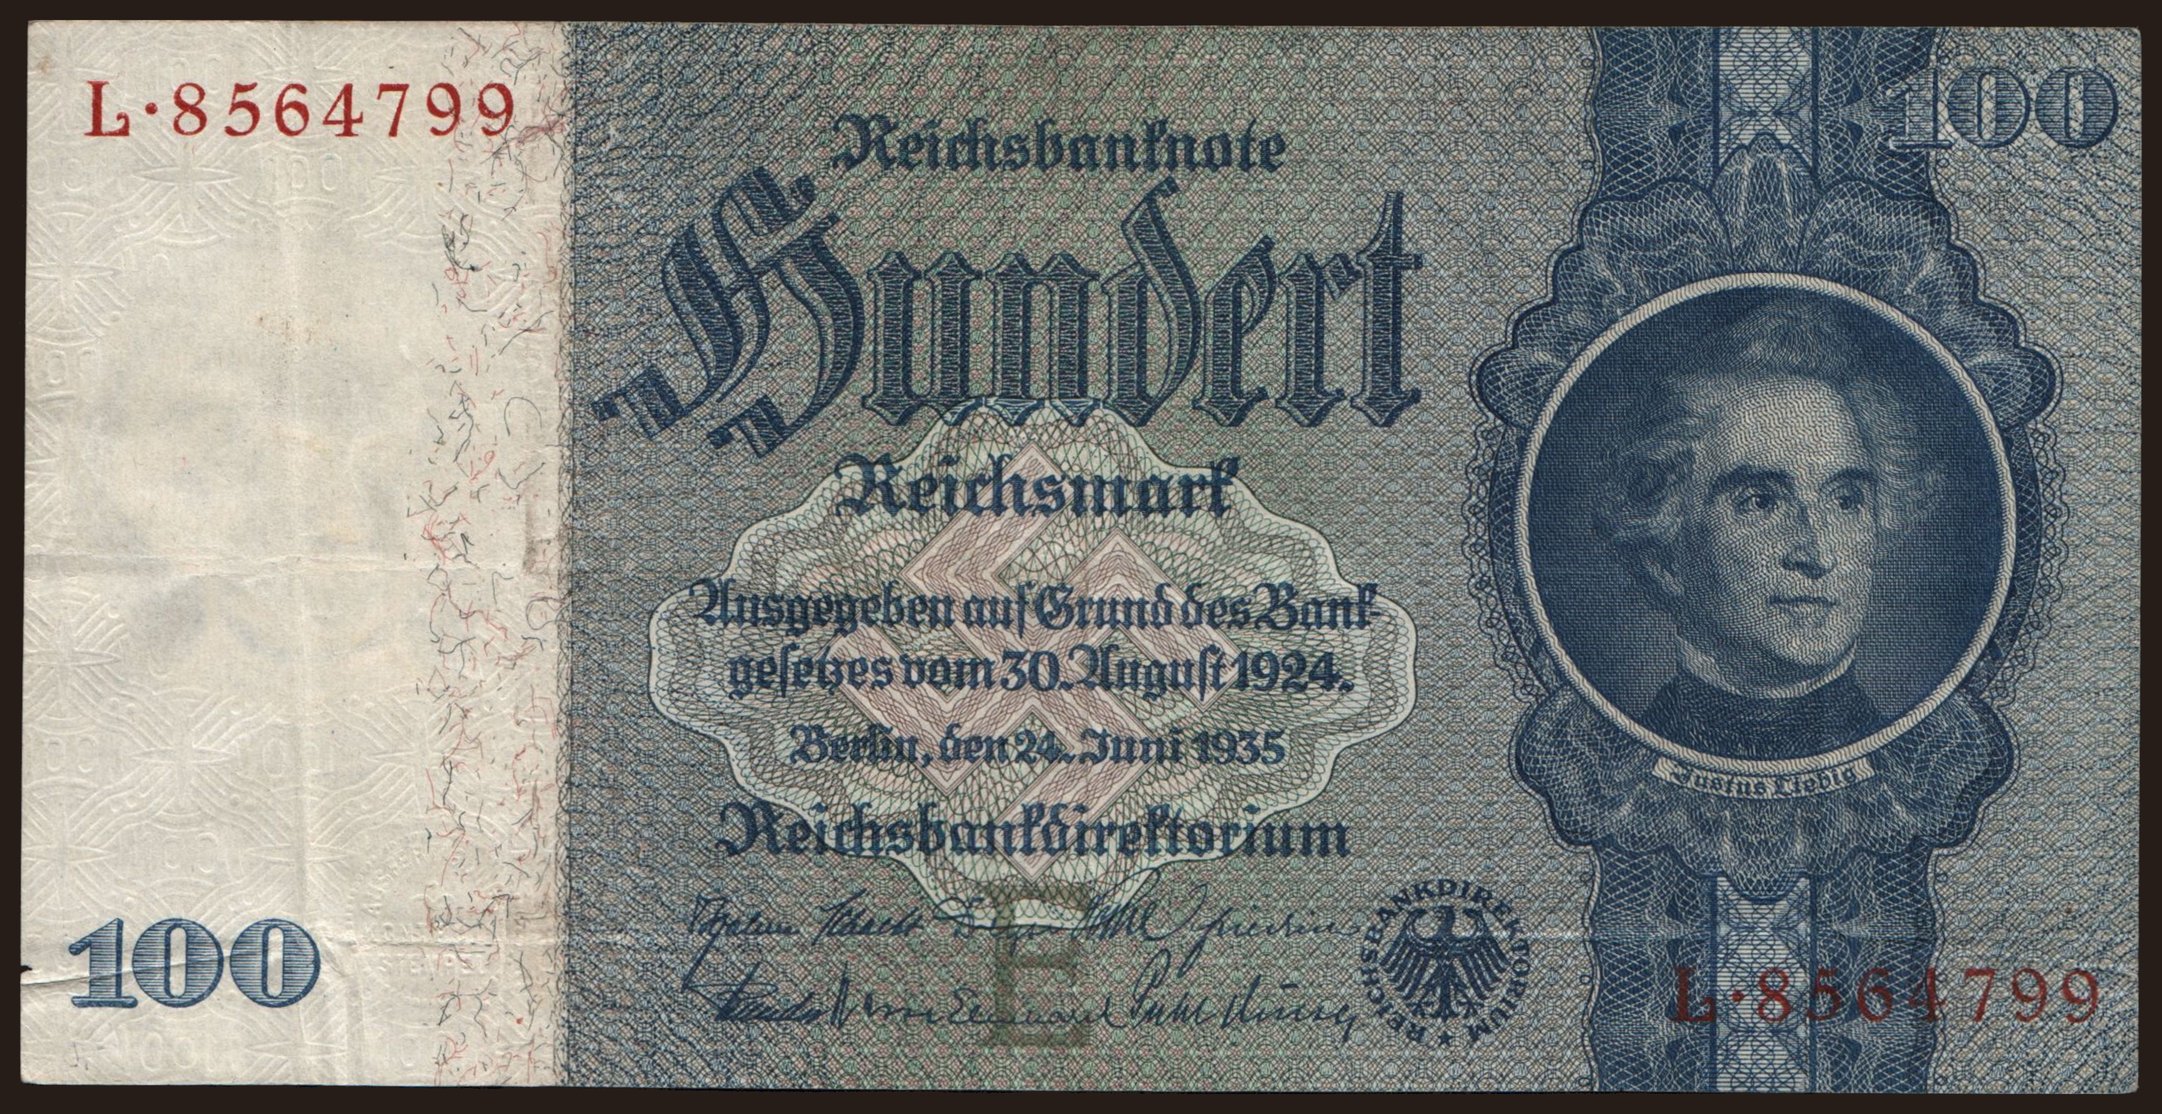 L·8564799
100
Reichsbanknote
Hundert
Reichsmark
Ausgegeben auf Grund des Bank-
gesetzes vom 30. August 1924.
Berlin, den 24. Juni 1935
Reichsbankdirektorium
E
REICHSBANKDIREKTORIUM
Justus Liebig
100
L·8564799